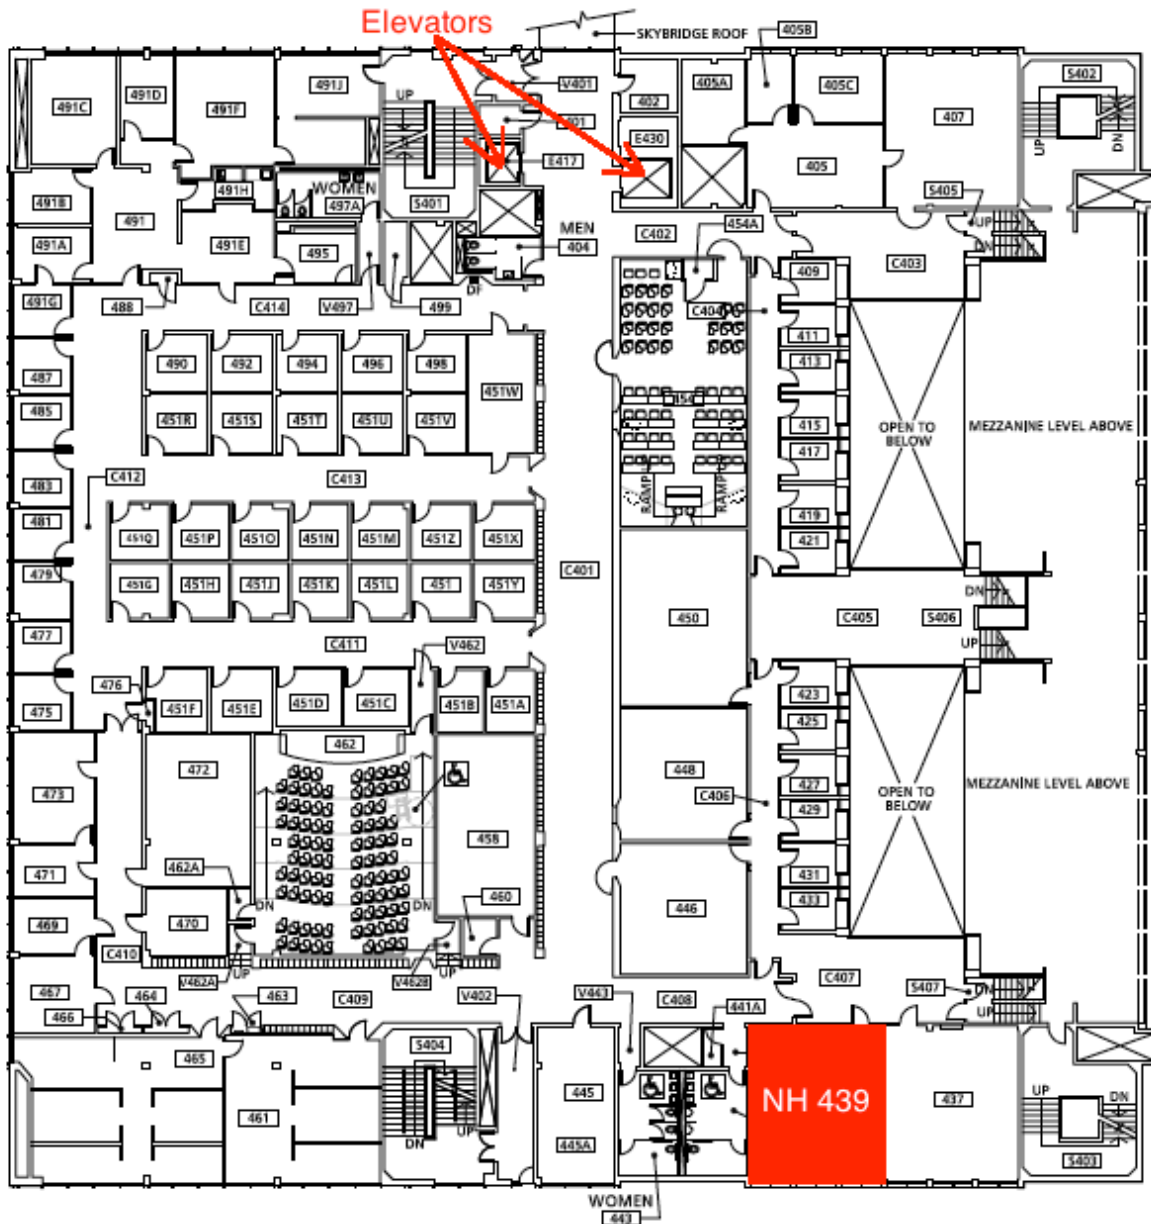 Elevators
SKYBRIDGE ROOF
405B
491C
491D
491F
491J
UP
V401
402
405A
405C
407
S402
UP
DN
401
E430
E417
405
491B
491
491H
WOMEN
497A
S401
S405
UP
DN
491A
491E
495
MEN
404
C402
454A
C403
DF
491G
488
C414
V497
499
C404
409
411
490
492
494
496
498
451W
487
413
485
451R
451S
451T
451U
451V
454
415
OPEN TO
BELOW
MEZZANINE LEVEL ABOVE
417
483
C412
C413
RAMP
RAMP
481
451Q
451P
451O
451N
451M
451Z
451X
419
421
479
451G
451H
451J
451K
451L
451
451Y
C401
DN
450
C405
S406
477
C411
V462
UP
476
475
451F
451E
451D
451C
451B
451A
423
425
462
472
473
448
427
C406
429
OPEN TO
BELOW
MEZZANINE LEVEL ABOVE
458
471
462A
460
431
433
469
470
DN
DN
446
C410
467
V462A
UP
V462B
UP
C407
S407
DN
UP
466
464
463
C409
V402
V443
C408
441A
465
S404
445
461
DN
UP
445A
NH 439
437
UP
DN
S403
WOMEN
443